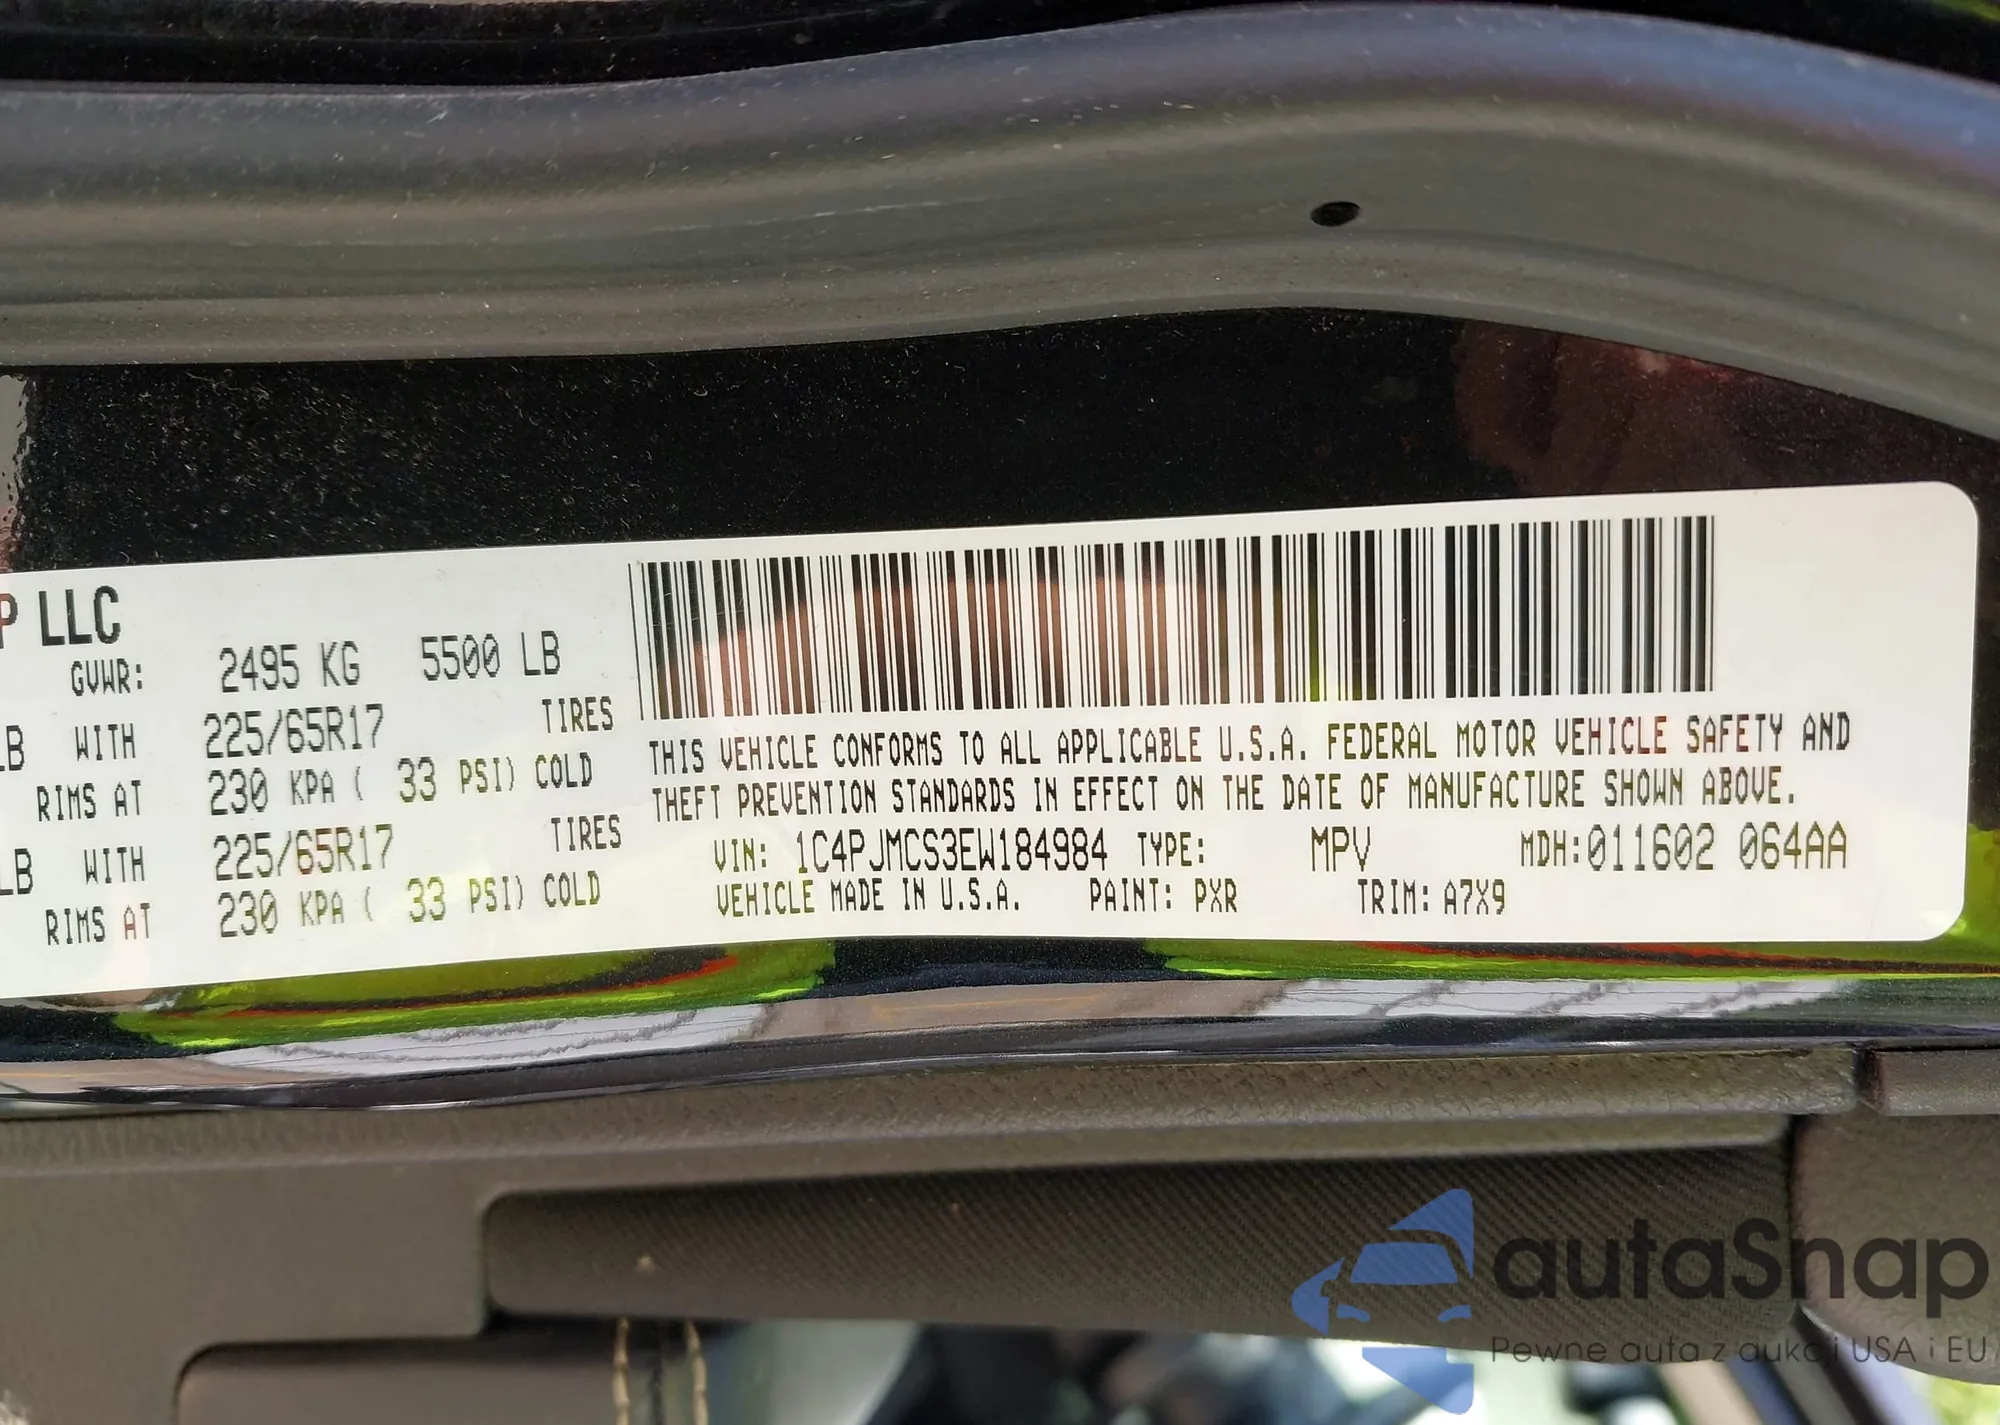 P LLC
GVWR: 2495 KG 5500 LB
LB WITH 225/65R17 TIRES
RIMS AT 230 KPA ( 33 PSI) COLD
LB WITH 225/65R17 TIRES
RIMS AT 230 KPA ( 33 PSI) COLD
THIS VEHICLE CONFORMS TO ALL APPLICABLE U.S.A. FEDERAL MOTOR VEHICLE SAFETY AND
THEFT PREVENTION STANDARDS IN EFFECT ON THE DATE OF MANUFACTURE SHOWN ABOVE.
VIN: 1C4PJMCS3EW184984 TYPE: MPV MDH:011602 064AA
VEHICLE MADE IN U.S.A. PAINT: PXR TRIM: A7X9
autaSnap
Pewne auta z aukcji USA i EU